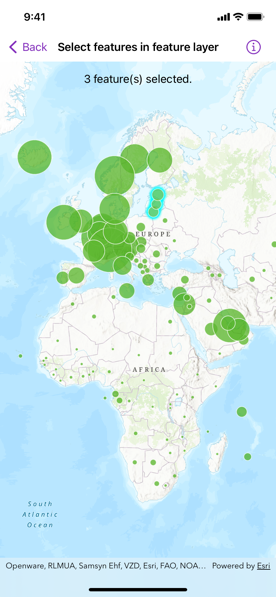 9:41
Back
Select features in feature layer
3 feature(s) selected.
EUROPE
AFRICA
South
Atlantic
Ocean
Openware, RLMUA, Samsyn Ehf, VZD, Esri, FAO, NOA...
Powered by Esri